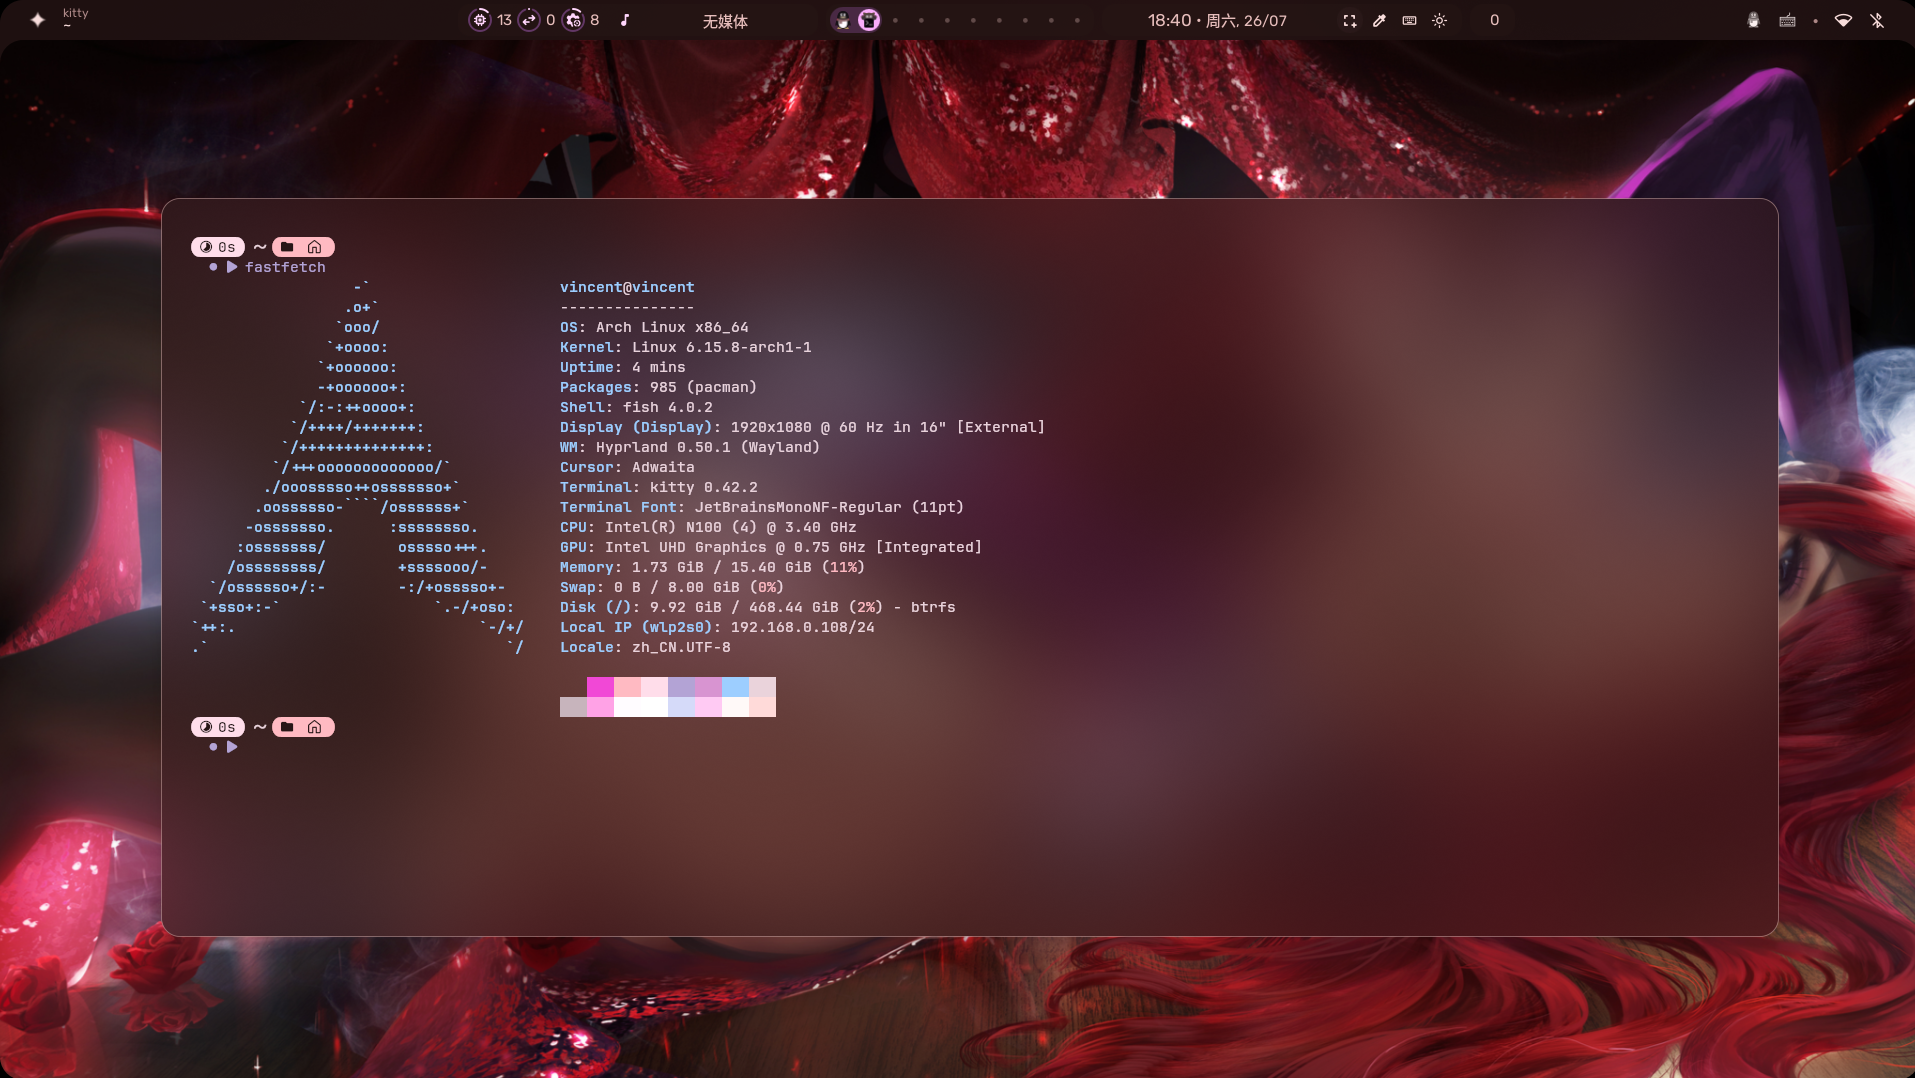 kitty
~
13 0 8 无媒体 18:40 • 周六, 26/07 0
0s ~
fastfetch
                  -`
                 .o+`
                `ooo/
               `+oooo:
              `+oooooo:
              -+oooooo+:
            `/:-:++oooo+:
           `/++++/+++++++:
          `/++++++++++++++:
         `/+++ooooooooooooo/`
        ./ooosssso++osssssso+`
       .oossssso-````/ossssss+`
      -osssssso.      :ssssssso.
     :osssssss/        osssso+++.
    /ossssssss/        +ssssooo/-
  `/ossssso+/:-        -:/+osssso+-
 `+sso+:-`                 `.-/+oso:
`++:.                           `-/+/
.`                                 `/
vincent@vincent
---------------
OS: Arch Linux x86_64
Kernel: Linux 6.15.8-arch1-1
Uptime: 4 mins
Packages: 985 (pacman)
Shell: fish 4.0.2
Display (Display): 1920x1080 @ 60 Hz in 16" [External]
WM: Hyprland 0.50.1 (Wayland)
Cursor: Adwaita
Terminal: kitty 0.42.2
Terminal Font: JetBrainsMonoNF-Regular (11pt)
CPU: Intel(R) N100 (4) @ 3.40 GHz
GPU: Intel UHD Graphics @ 0.75 GHz [Integrated]
Memory: 1.73 GiB / 15.40 GiB (11%)
Swap: 0 B / 8.00 GiB (0%)
Disk (/): 9.92 GiB / 468.44 GiB (2%) - btrfs
Local IP (wlp2s0): 192.168.0.108/24
Locale: zh_CN.UTF-8
0s ~